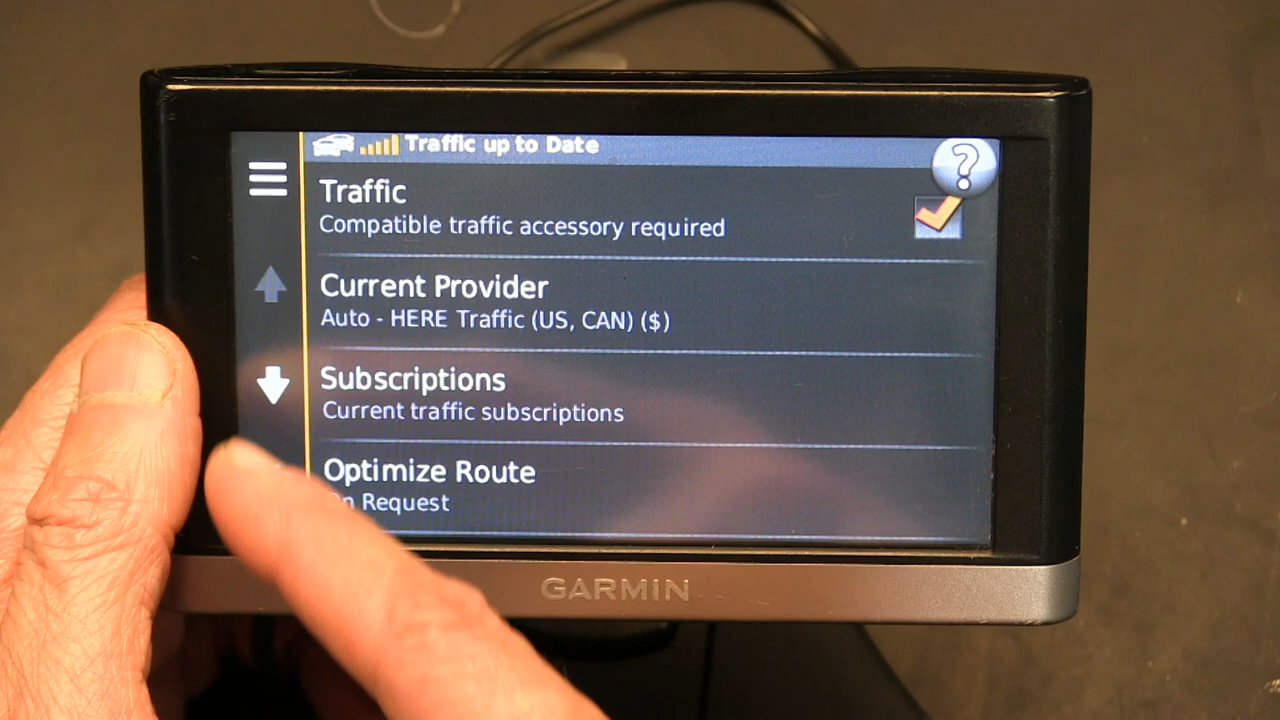 Traffic up to Date
?
Traffic
Compatible traffic accessory required
Current Provider
Auto - HERE Traffic (US, CAN) ($)
Subscriptions
Current traffic subscriptions
Optimize Route
On Request
GARMIN